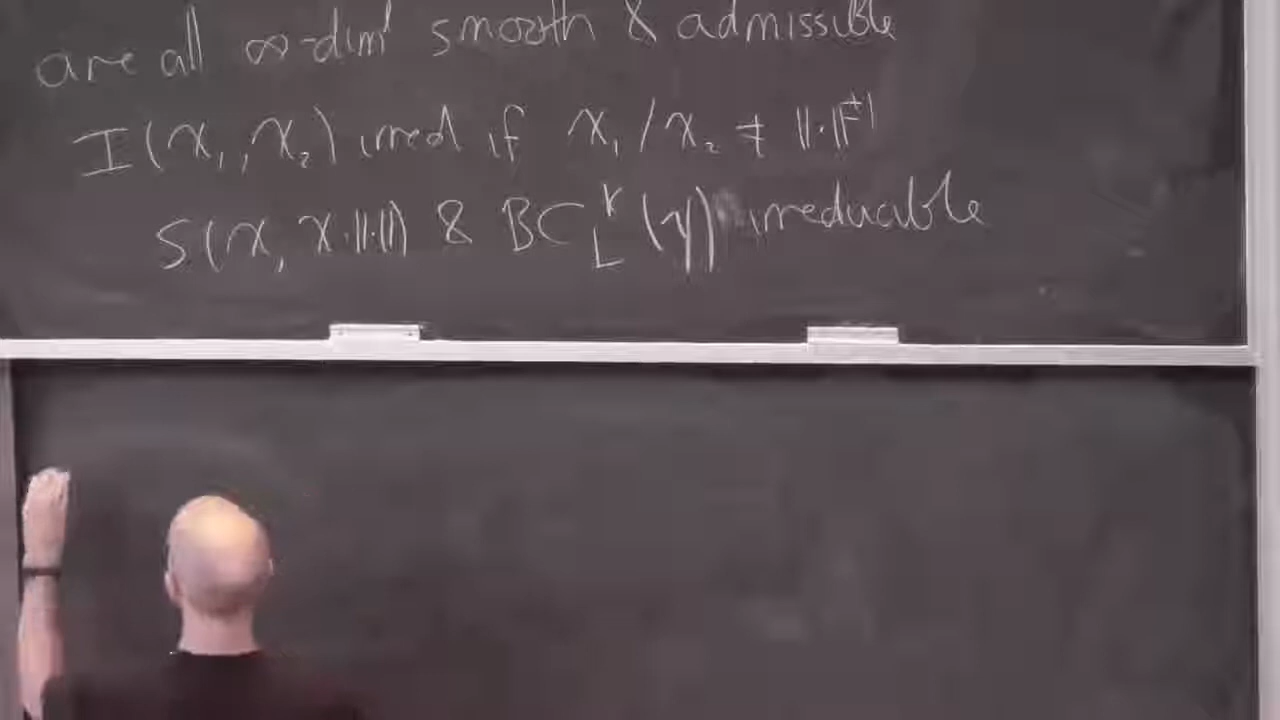 are all ∞-dim'l smooth & admissible
I(χ₁, χ₂) irred if χ₁/χ₂ ≠ ||·||^±1
S(χ, χ·||·||) & BC_L^K(ψ) irreducible